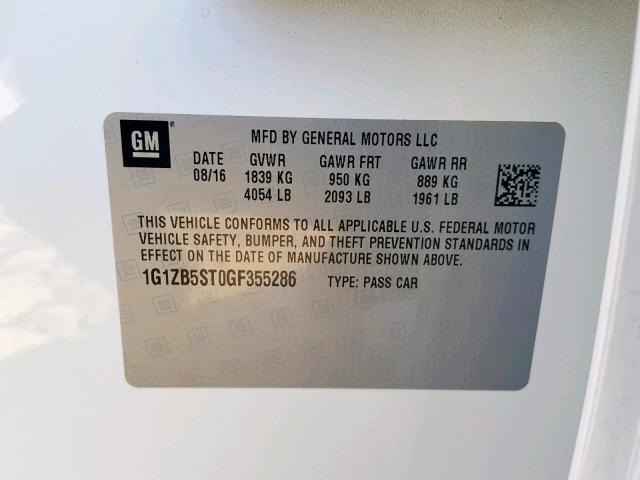 GM®
MFD BY GENERAL MOTORS LLC
DATE GVWR GAWR FRT GAWR RR
08/16 1839 KG 950 KG 889 KG
4054 LB 2093 LB 1961 LB
THIS VEHICLE CONFORMS TO ALL APPLICABLE U.S. FEDERAL MOTOR
VEHICLE SAFETY, BUMPER, AND THEFT PREVENTION STANDARDS IN
EFFECT ON THE DATE OF MANUFACTURE SHOWN ABOVE.
1G1ZB5ST0GF355286 TYPE: PASS CAR